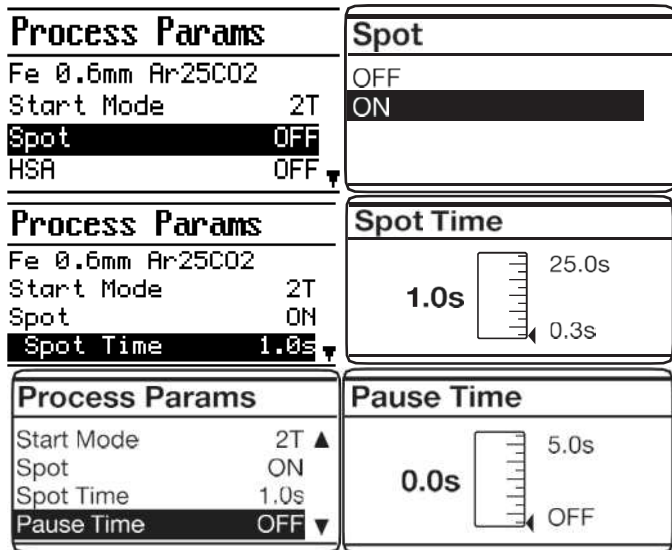 Process Params
Fe 0.6mm Ar25CO2
Start Mode 2T
Spot OFF
HSA OFF
Spot
OFF
ON
Process Params
Fe 0.6mm Ar25CO2
Start Mode 2T
Spot ON
Spot Time 1.0s
Spot Time
25.0s
1.0s
0.3s
Process Params
Start Mode 2T
Spot ON
Spot Time 1.0s
Pause Time OFF
Pause Time
5.0s
0.0s
OFF